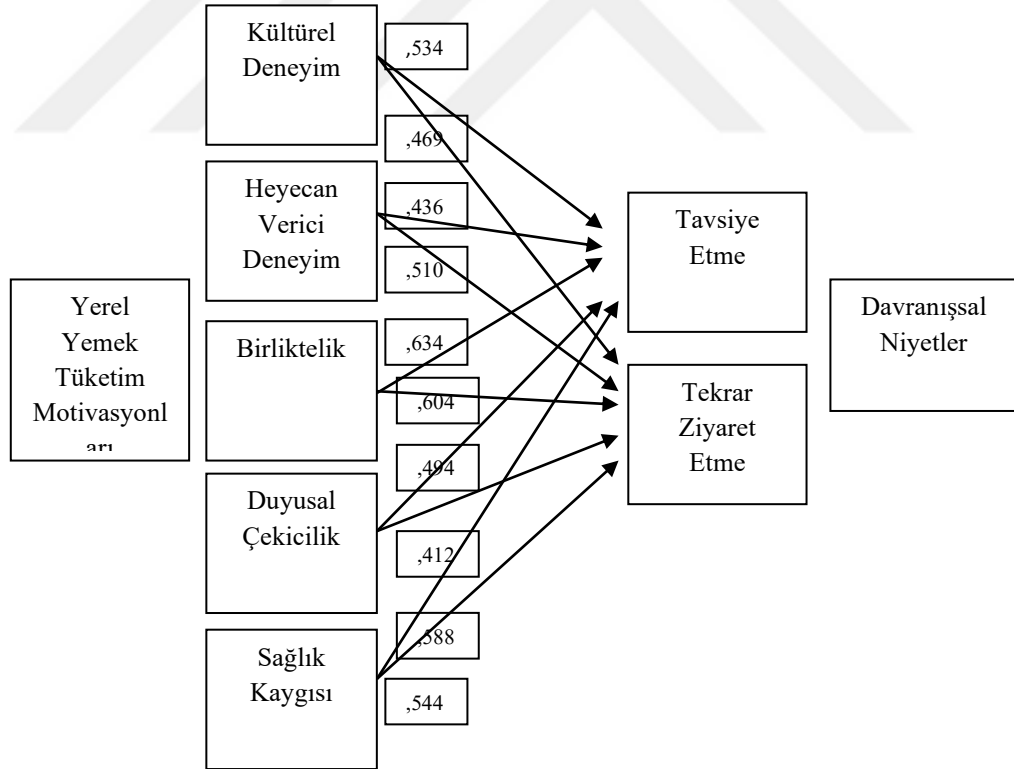 Kültürel
Deneyim
,534
,469
Heyecan
Verici
Deneyim
,436
,510
Tavsiye
Etme
Yerel
Yemek
Tüketim
Motivasyonl
arı
Davranışsal
Niyetler
Birliktelik
,634
,604
Tekrar
Ziyaret
Etme
,494
Duyusal
Çekicilik
,412
,588
Sağlık
Kaygısı
,544